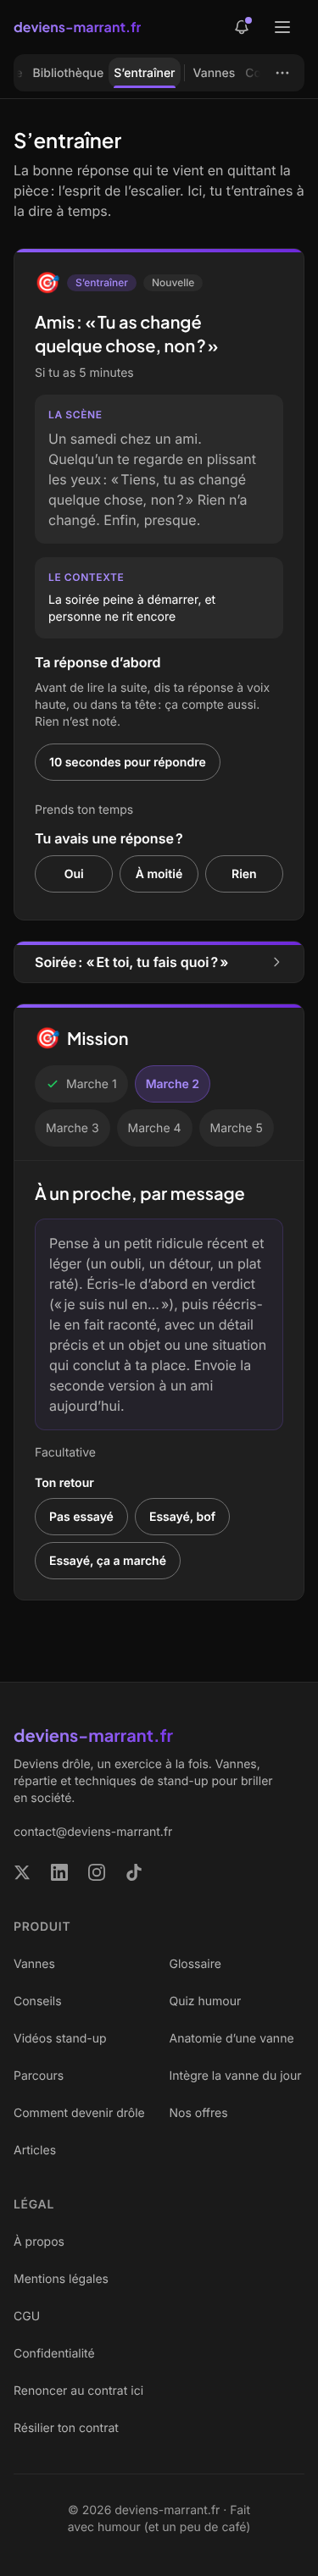 deviens-marrant.fr
Bibliothèque S’entraîner Vannes
S’entraîner
La bonne réponse qui te vient en quittant la
pièce : l’esprit de l’escalier. Ici, tu t’entraînes à
la dire à temps.
S’entraîner Nouvelle
Amis : « Tu as changé
quelque chose, non ? »
Si tu as 5 minutes
LA SCÈNE
Un samedi chez un ami.
Quelqu’un te regarde en plissant
les yeux : « Tiens, tu as changé
quelque chose, non ? » Rien n’a
changé. Enfin, presque.
LE CONTEXTE
La soirée peine à démarrer, et
personne ne rit encore
Ta réponse d’abord
Avant de lire la suite, dis ta réponse à voix
haute, ou dans ta tête : ça compte aussi.
Rien n’est noté.
10 secondes pour répondre
Prends ton temps
Tu avais une réponse ?
Oui À moitié Rien
Soirée : « Et toi, tu fais quoi ? »
Mission
Marche 1 Marche 2
Marche 3 Marche 4 Marche 5
À un proche, par message
Pense à un petit ridicule récent et
léger (un oubli, un détour, un plat
raté). Écris-le d’abord en verdict
(« je suis nul en… »), puis réécris-
le en fait raconté, avec un détail
précis et un objet ou une situation
qui conclut à ta place. Envoie la
seconde version à un ami
aujourd’hui.
Facultative
Ton retour
Pas essayé Essayé, bof
Essayé, ça a marché
deviens-marrant.fr
Deviens drôle, un exercice à la fois. Vannes,
répartie et techniques de stand-up pour briller
en société.
contact@deviens-marrant.fr
PRODUIT
Vannes Glossaire
Conseils Quiz humour
Vidéos stand-up Anatomie d’une vanne
Parcours Intègre la vanne du jour
Comment devenir drôle Nos offres
Articles
LÉGAL
À propos
Mentions légales
CGU
Confidentialité
Renoncer au contrat ici
Résilier ton contrat
© 2026 deviens-marrant.fr · Fait
avec humour (et un peu de café)